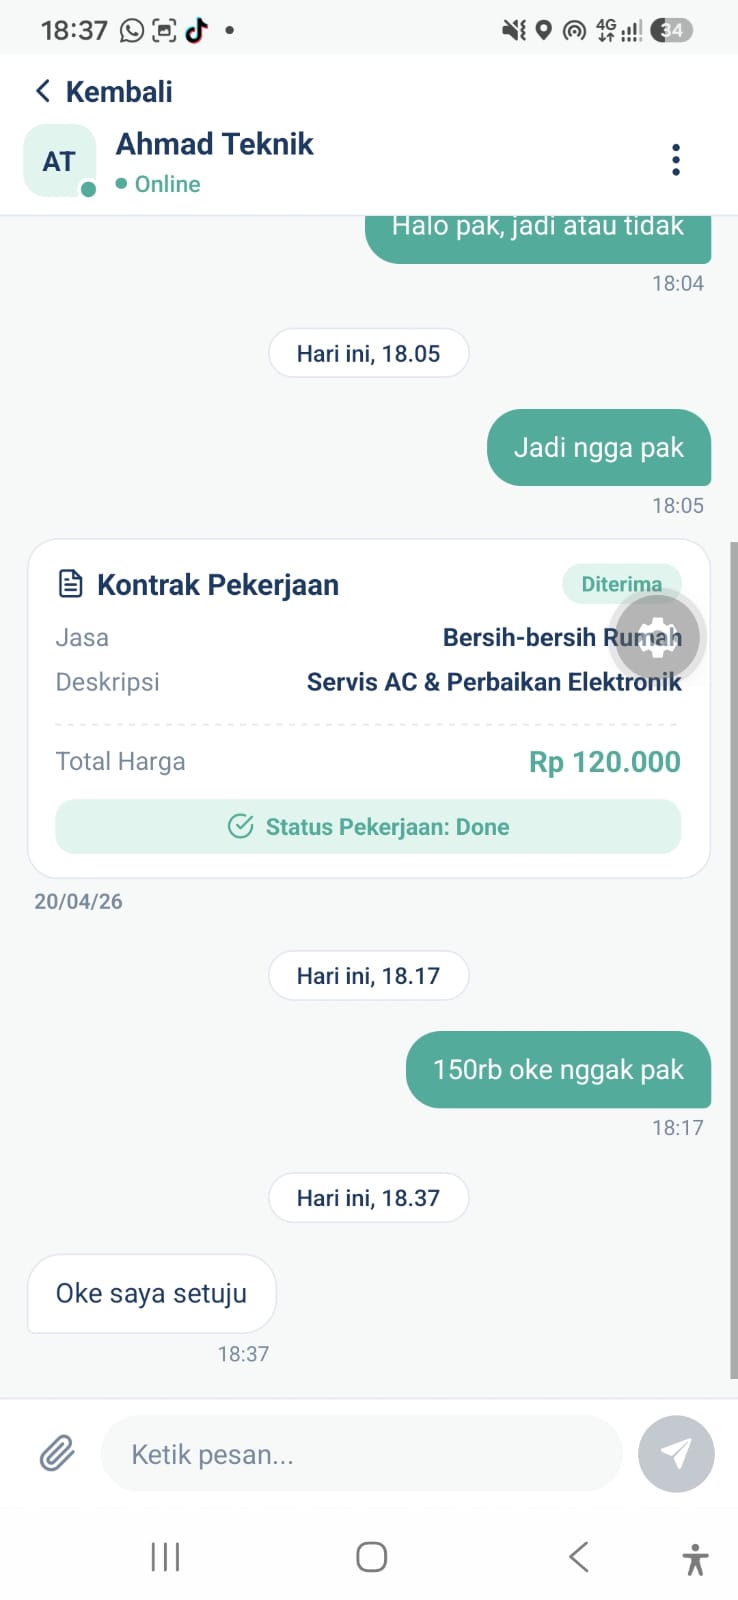 18:37
4G
34
Kembali
AT
Ahmad Teknik
Online
Halo pak, jadi atau tidak
18:04
Hari ini, 18.05
Jadi ngga pak
18:05
Kontrak Pekerjaan
Diterima
Jasa
Bersih-bersih Rumah
Deskripsi
Servis AC & Perbaikan Elektronik
Total Harga
Rp 120.000
Status Pekerjaan: Done
20/04/26
Hari ini, 18.17
150rb oke nggak pak
18:17
Hari ini, 18.37
Oke saya setuju
18:37
Ketik pesan...